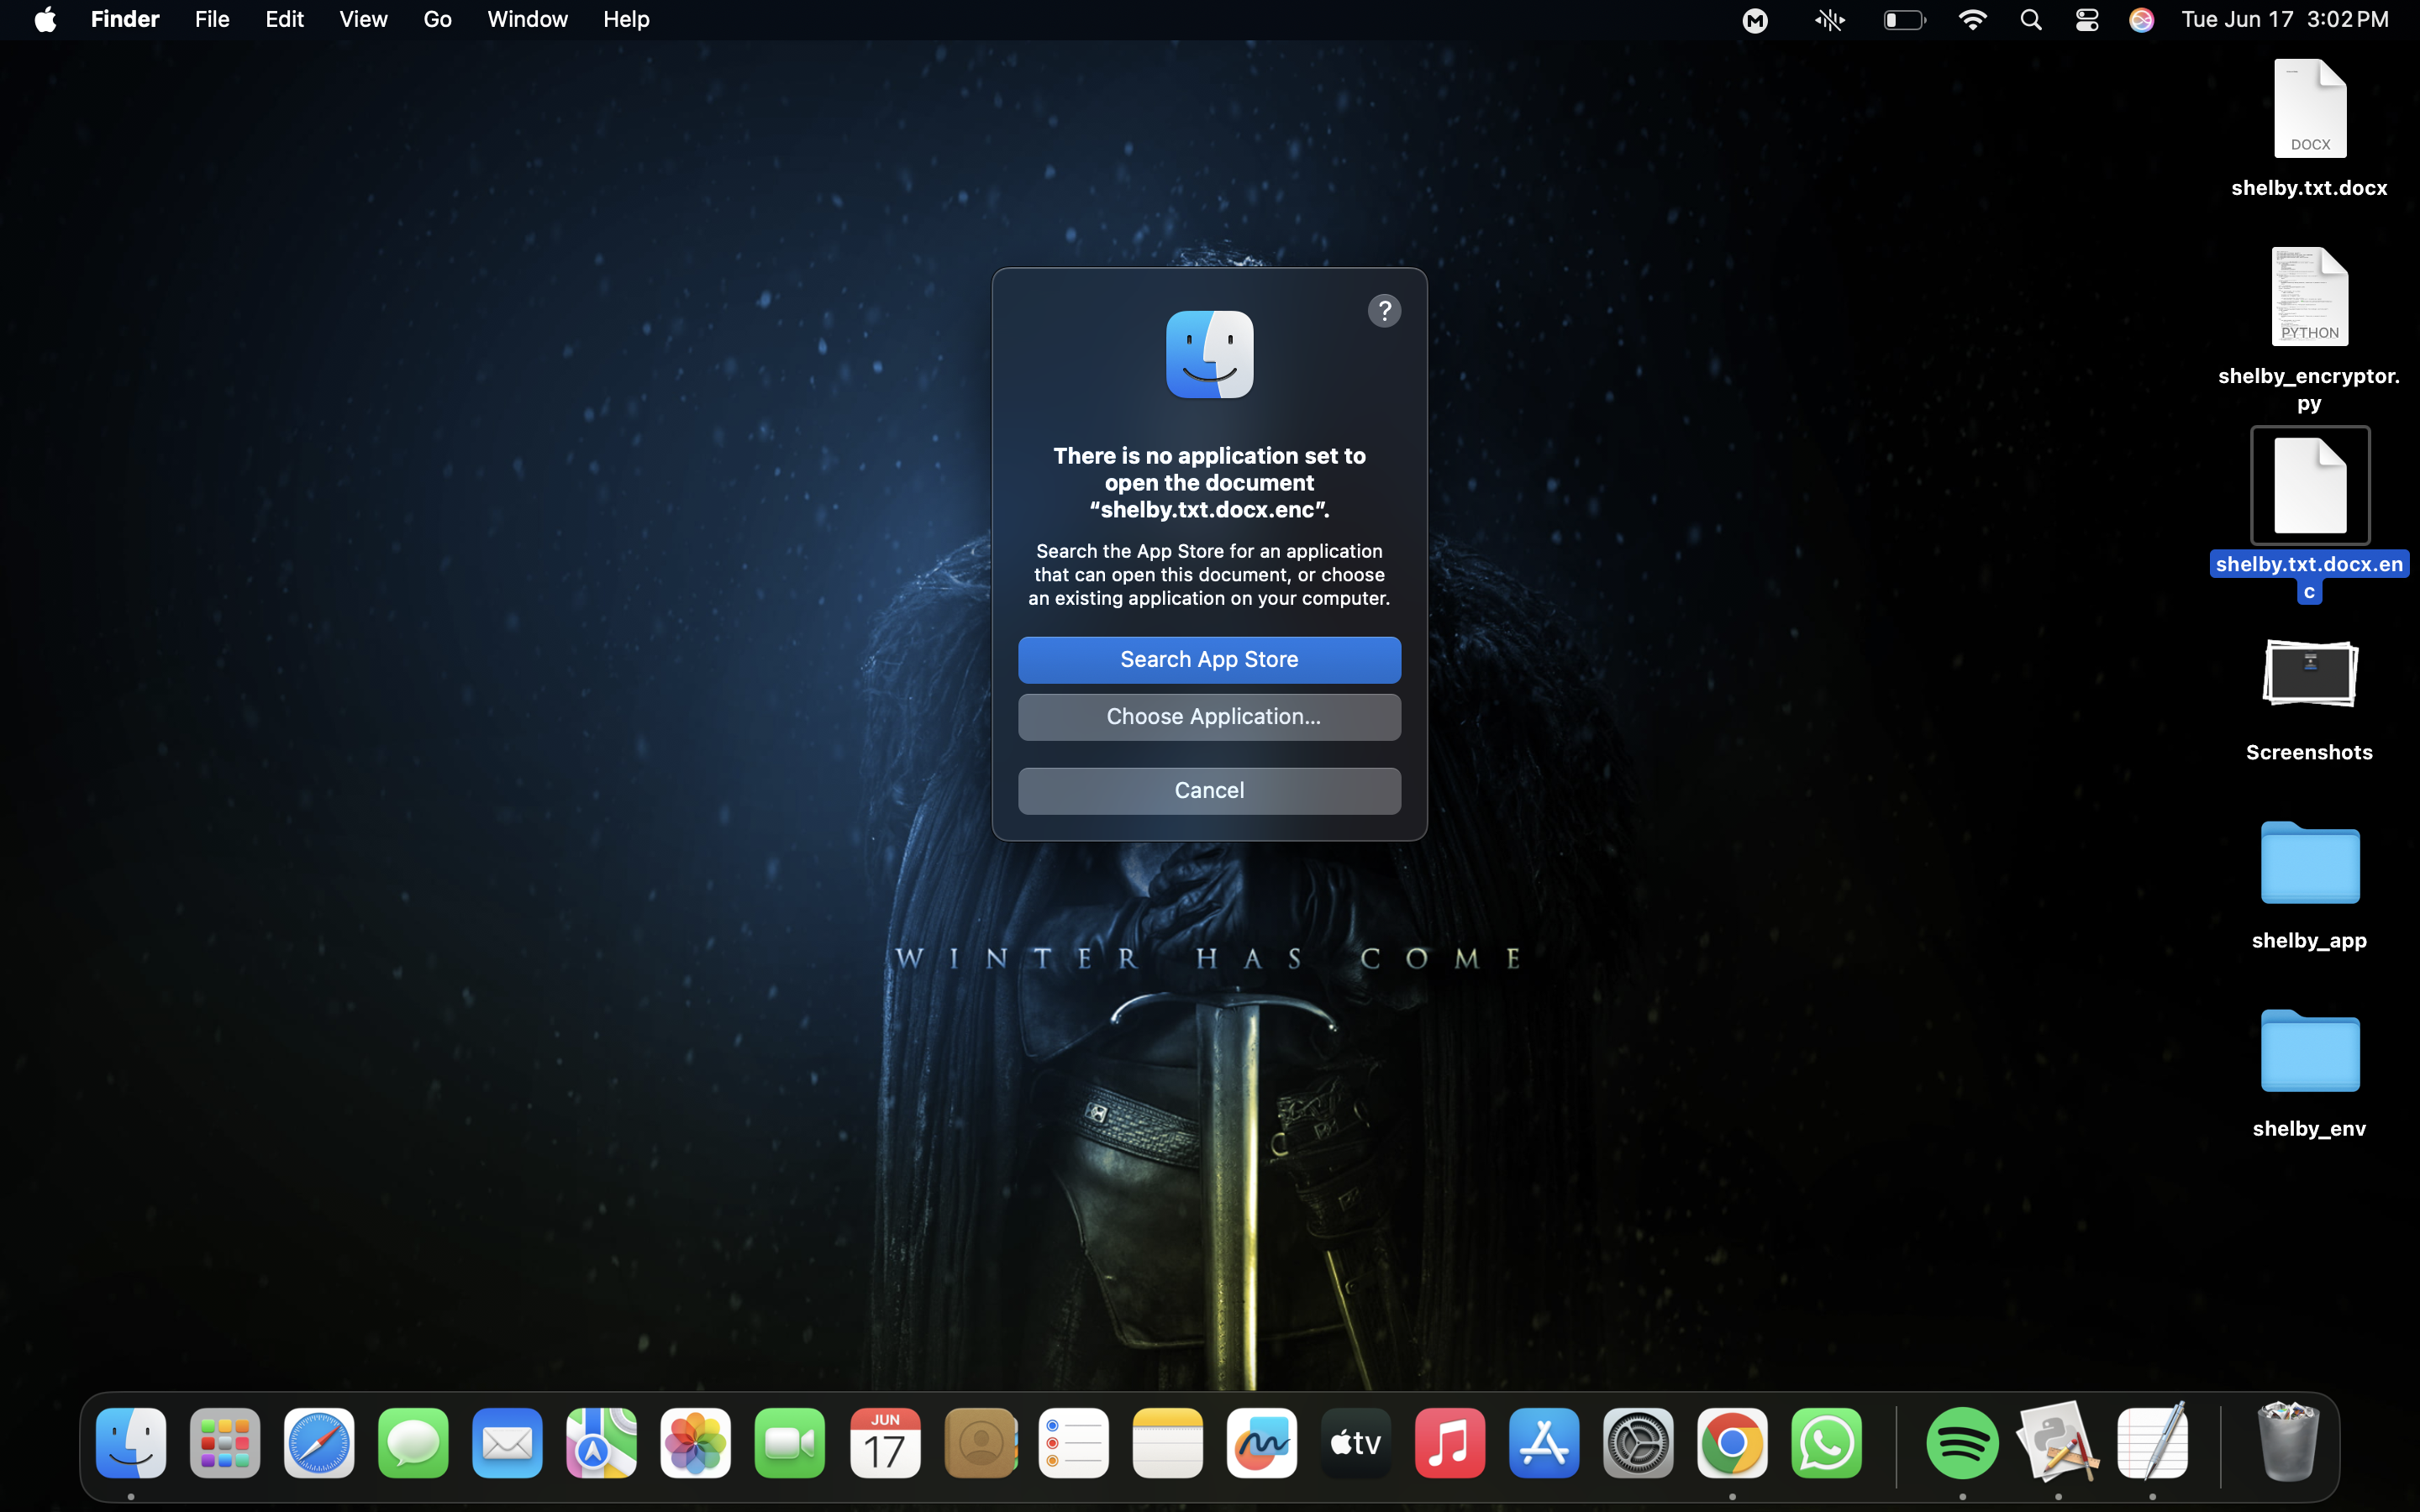 Finder File Edit View Go Window Help
Tue Jun 17 3:02 PM
DOCX
shelby.txt.docx
PYTHON
shelby_encryptor.
py
shelby.txt.docx.en
c
Screenshots
shelby_app
shelby_env
?
There is no application set to
open the document
“shelby.txt.docx.enc”.
Search the App Store for an application
that can open this document, or choose
an existing application on your computer.
Search App Store
Choose Application...
Cancel
WINTER HAS COME
JUN
17
tv